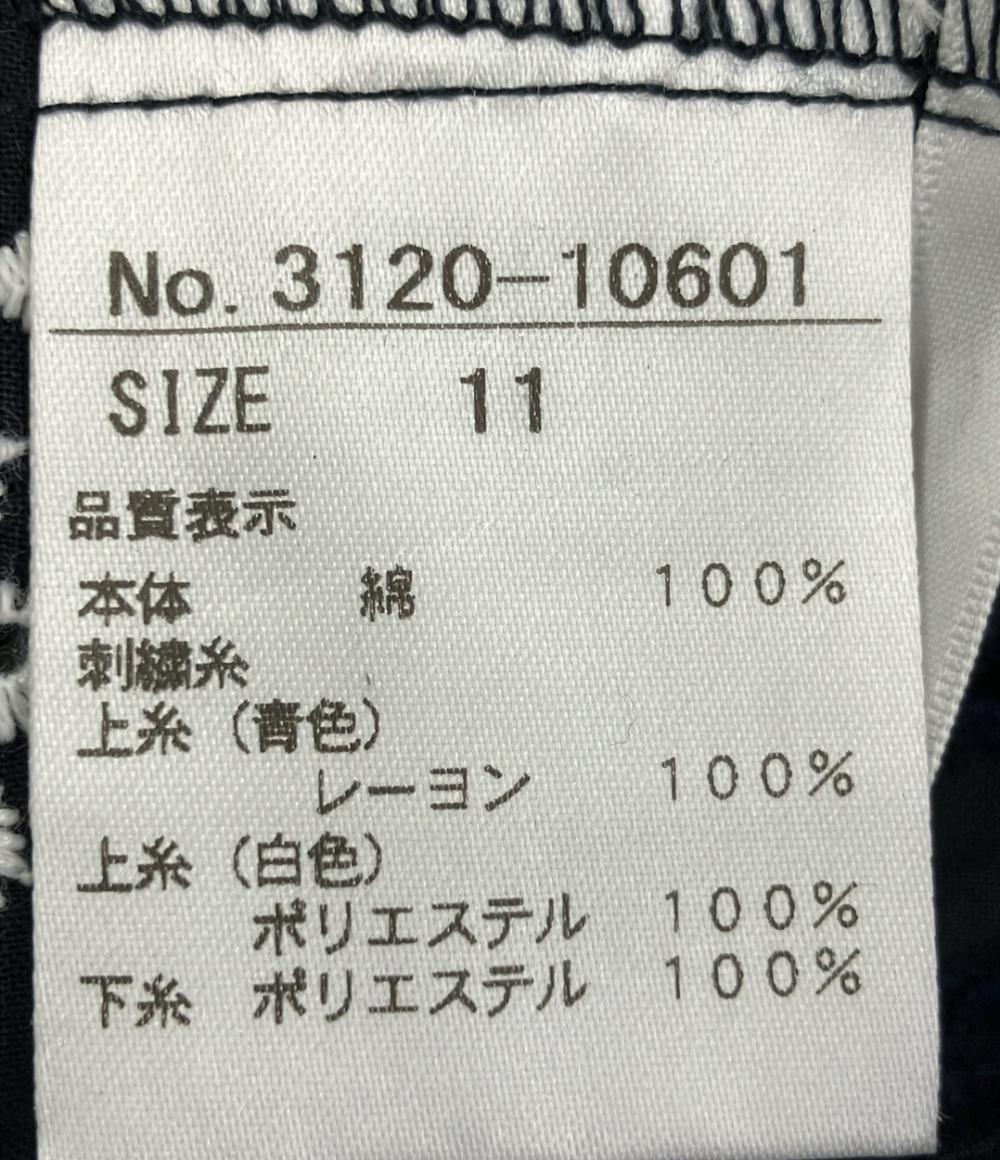 No. 3120-10601
SIZE 11
品質表示
本体 綿 100%
刺繍糸
上糸 (青色)
レーヨン 100%
上糸 (白色)
ポリエステル 100%
下糸 ポリエステル 100%